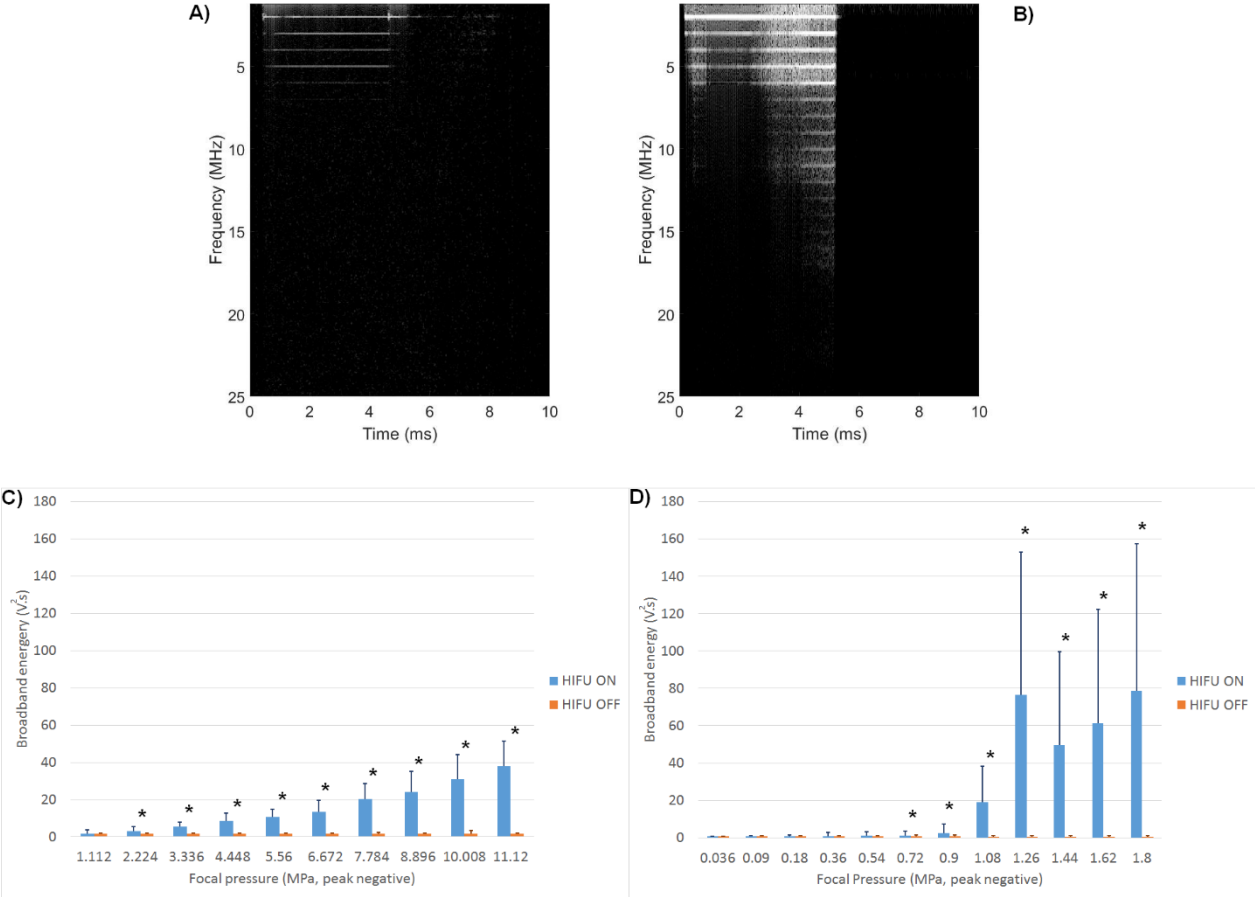 A)
B)
5
10
15
20
25
Frequency (MHz)
0 2 4 6 8 10
Time (ms)
5
10
15
20
25
Frequency (MHz)
0 2 4 6 8 10
Time (ms)
C)
180
160
140
120
100
80
60
40
20
0
Broadband energery (V².s)
* * * * * * * * *
1.112 2.224 3.336 4.448 5.56 6.672 7.784 8.896 10.008 11.12
Focal pressure (MPa, peak negative)
HIFU ON
HIFU OFF
D)
180
160
140
120
100
80
60
40
20
0
Broadband energy (V².s)
* * * * * * *
0.036 0.09 0.18 0.36 0.54 0.72 0.9 1.08 1.26 1.44 1.62 1.8
Focal Pressure (MPa, peak negative)
HIFU ON
HIFU OFF